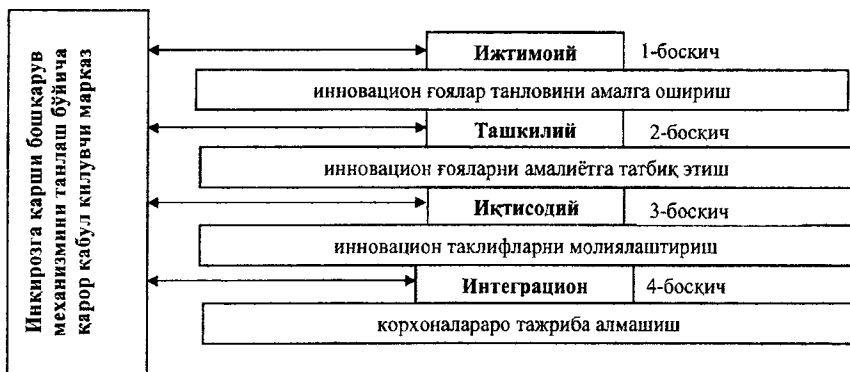 Инқирозга қарши бошқарув
механизмини танлаш бўйича
қарор қабул килувчи марказ
Ижтимоий
1-босқич
инновацион ғоялар танловини амалга ошириш
Ташкилий
2-босқич
инновацион ғояларни амалиётга татбиқ этиш
Иқтисодий
3-босқич
инновацион таклифларни молиялаштириш
Интеграцион
4-босқич
корхоналараро тажриба алмашиш